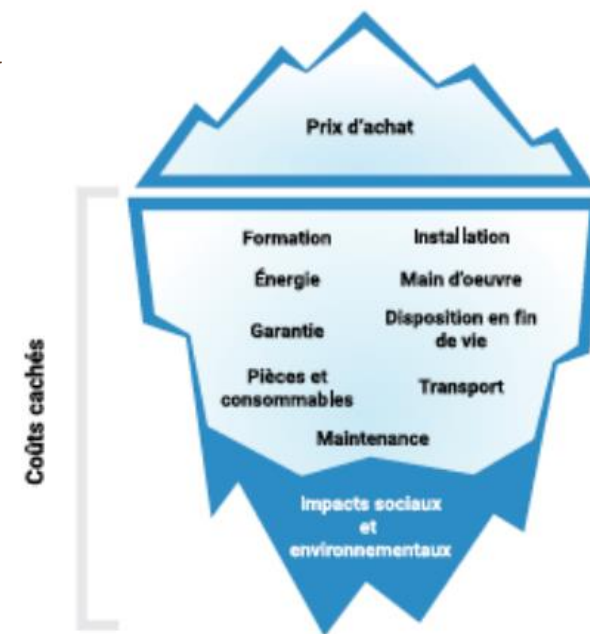 Prix d'achat
Coûts cachés
Formation
Installation
Énergie
Main d'oeuvre
Garantie
Disposition en fin
de vie
Pièces et
consommables
Transport
Maintenance
Impacts sociaux
et
environnementaux